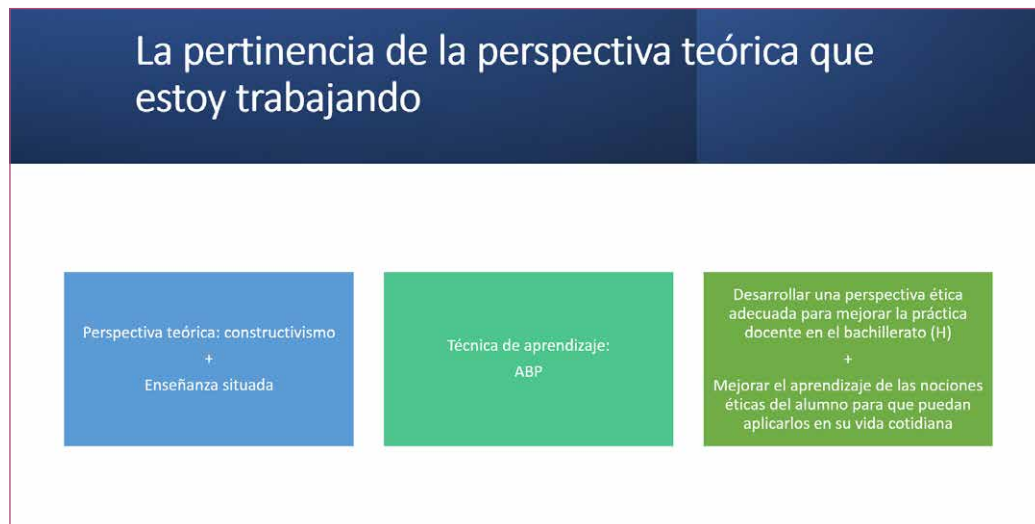 La pertinencia de la perspectiva teórica que
estoy trabajando
Perspectiva teórica: constructivismo
+
Enseñanza situada
Técnica de aprendizaje:
ABP
Desarrollar una perspectiva ética
adecuada para mejorar la práctica
docente en el bachillerato (H)
+
Mejorar el aprendizaje de las nociones
éticas del alumno para que puedan
aplicarlos en su vida cotidiana